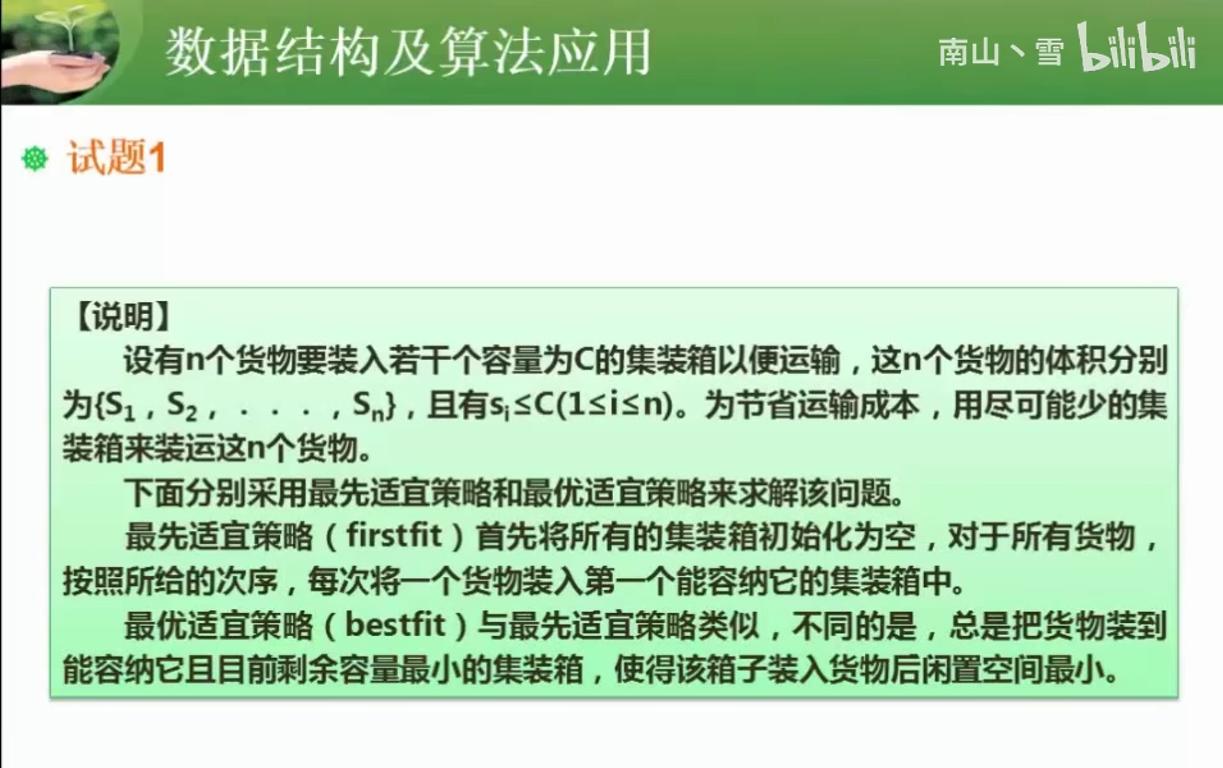 数据结构及算法应用
南山丶雪 bilibili
试题1
【说明】
设有n个货物要装入若干个容量为C的集装箱以便运输，这n个货物的体积分别
为{S₁，S₂，．．．，Sₙ}，且有sᵢ≤C(1≤i≤n)。为节省运输成本，用尽可能少的集
装箱来装运这n个货物。
下面分别采用最先适宜策略和最优适宜策略来求解该问题。
最先适宜策略（firstfit）首先将所有的集装箱初始化为空，对于所有货物，
按照所给的次序，每次将一个货物装入第一个能容纳它的集装箱中。
最优适宜策略（bestfit）与最先适宜策略类似，不同的是，总是把货物装到
能容纳它且目前剩余容量最小的集装箱，使得该箱子装入货物后闲置空间最小。